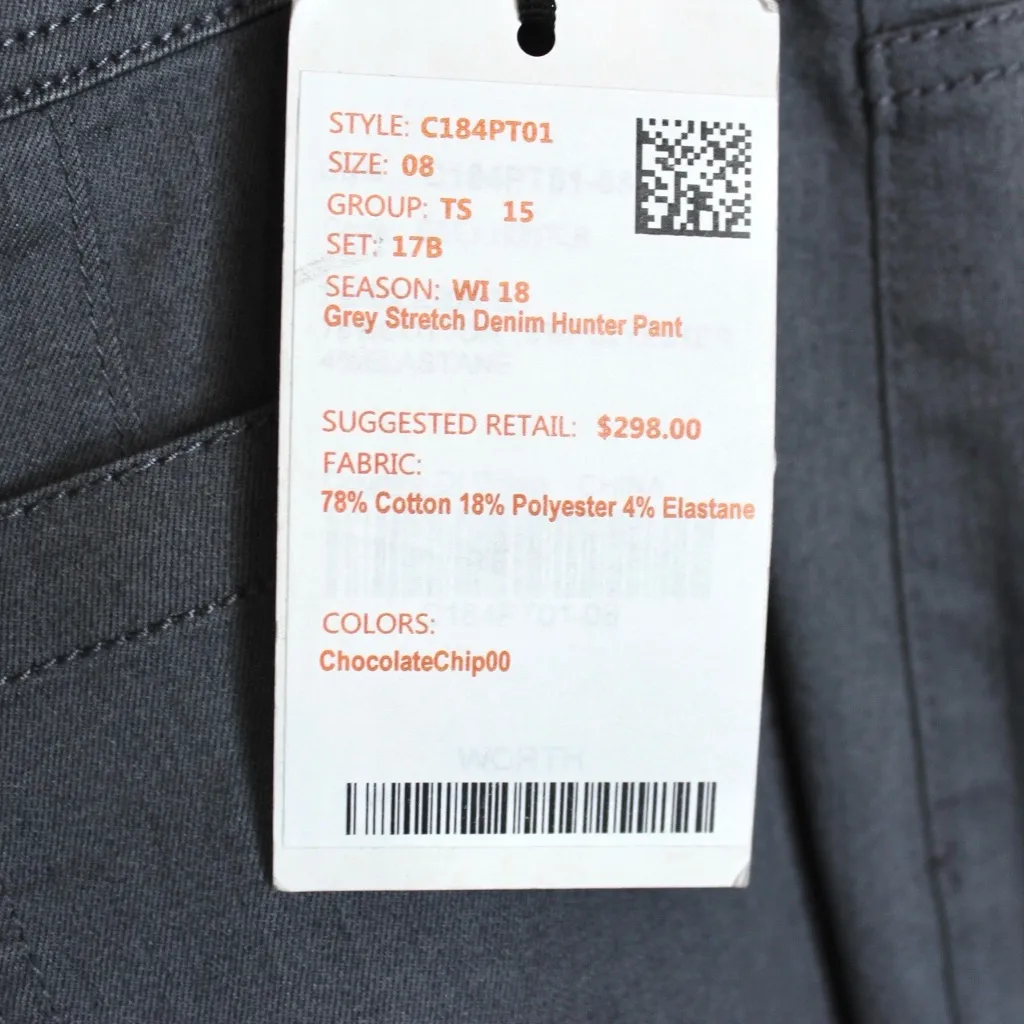 STYLE: C184PT01
SIZE: 08
GROUP: TS 15
SET: 17B
SEASON: WI 18
Grey Stretch Denim Hunter Pant
SUGGESTED RETAIL: $298.00
FABRIC:
78% Cotton 18% Polyester 4% Elastane
COLORS:
ChocolateChip00